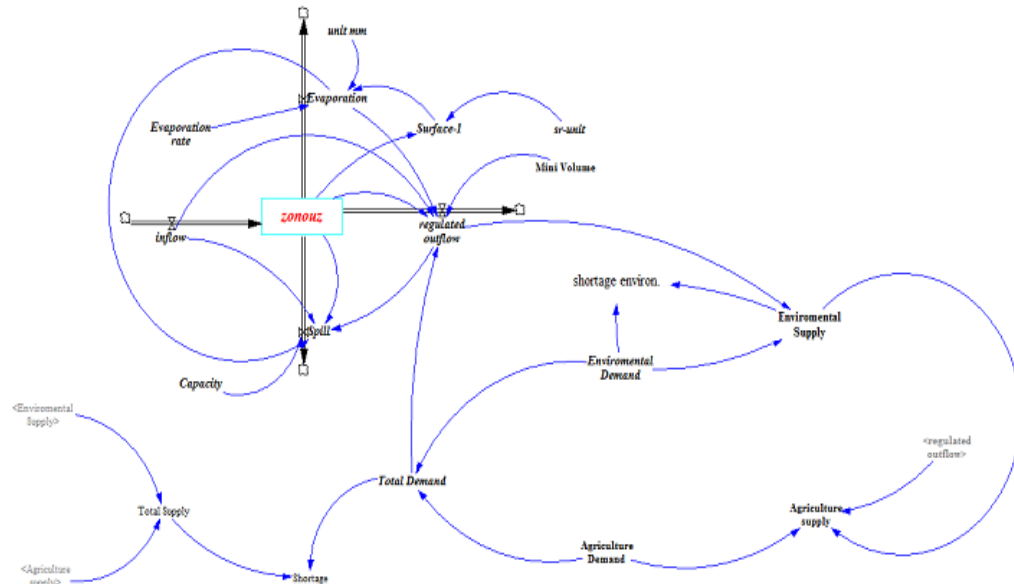 unit mm
Evaporation
Evaporation
rate
Surface-1
sr-unit
Mini Volume
zonouz
inflow
regulated
outflow
shortage environ.
Enviromental
Supply
Spill
Enviromental
Demand
Capacity
<Enviromental
Supply>
<regulated
outflow>
Total Demand
Total Supply
Agriculture
supply
Agriculture
Demand
<Agriculture
supply>
Shortage